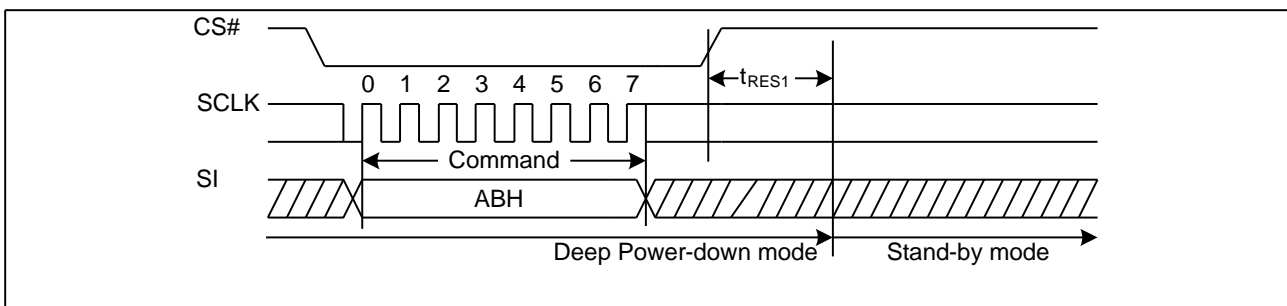 CS#
tRES1
0 1 2 3 4 5 6 7
SCLK
Command
SI
ABH
Deep Power-down mode Stand-by mode